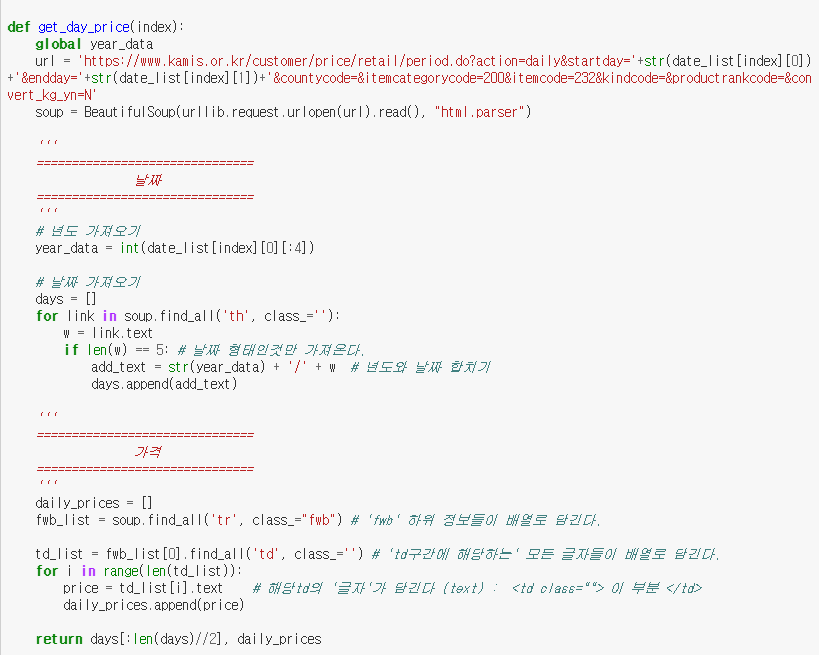 def get_day_price(index):
    global year_data
    url = 'https://www.kamis.or.kr/customer/price/retail/period.do?action=daily&startday='+str(date_list[index][0])
+'&endday='+str(date_list[index][1])+'&countycode=&itemcategorycode=200&itemcode=232&kindcode=&productrankcode=&con
vert_kg_yn=N'
    soup = BeautifulSoup(urllib.request.urlopen(url).read(), "html.parser")
    '''
    ===============================
                  날짜
    ===============================
    '''
    # 년도 가져오기
    year_data = int(date_list[index][0][:4])
    # 날짜 가져오기
    days = []
    for link in soup.find_all('th', class_=''):
        w = link.text
        if len(w) == 5: # 날짜 형태인것만 가져온다.
            add_text = str(year_data) + '/' + w  # 년도와 날짜 합치기
            days.append(add_text)
    '''
    ===============================
                  가격
    ===============================
    '''
    daily_prices = []
    fwb_list = soup.find_all('tr', class_="fwb") # 'fwb' 하위 정보들이 배열로 담긴다.
    td_list = fwb_list[0].find_all('td', class_='') # 'td구간에 해당하는' 모든 글자들이 배열로 담긴다.
    for i in range(len(td_list)):
        price = td_list[i].text    # 해당td의 '글자'가 담긴다 (text) :  <td class=""> 이 부분 </td>
        daily_prices.append(price)
    return days[:len(days)//2], daily_prices